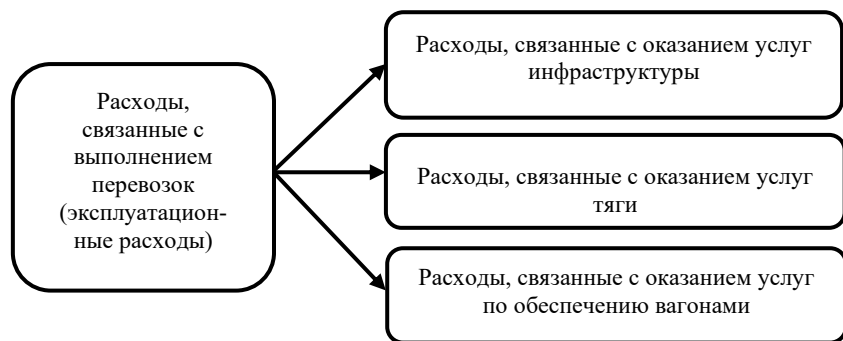 Расходы,
связанные с
выполнением
перевозок
(эксплуатацион-
ные расходы)
Расходы, связанные с оказанием услуг
инфраструктуры
Расходы, связанные с оказанием услуг
тяги
Расходы, связанные с оказанием услуг
по обеспечению вагонами